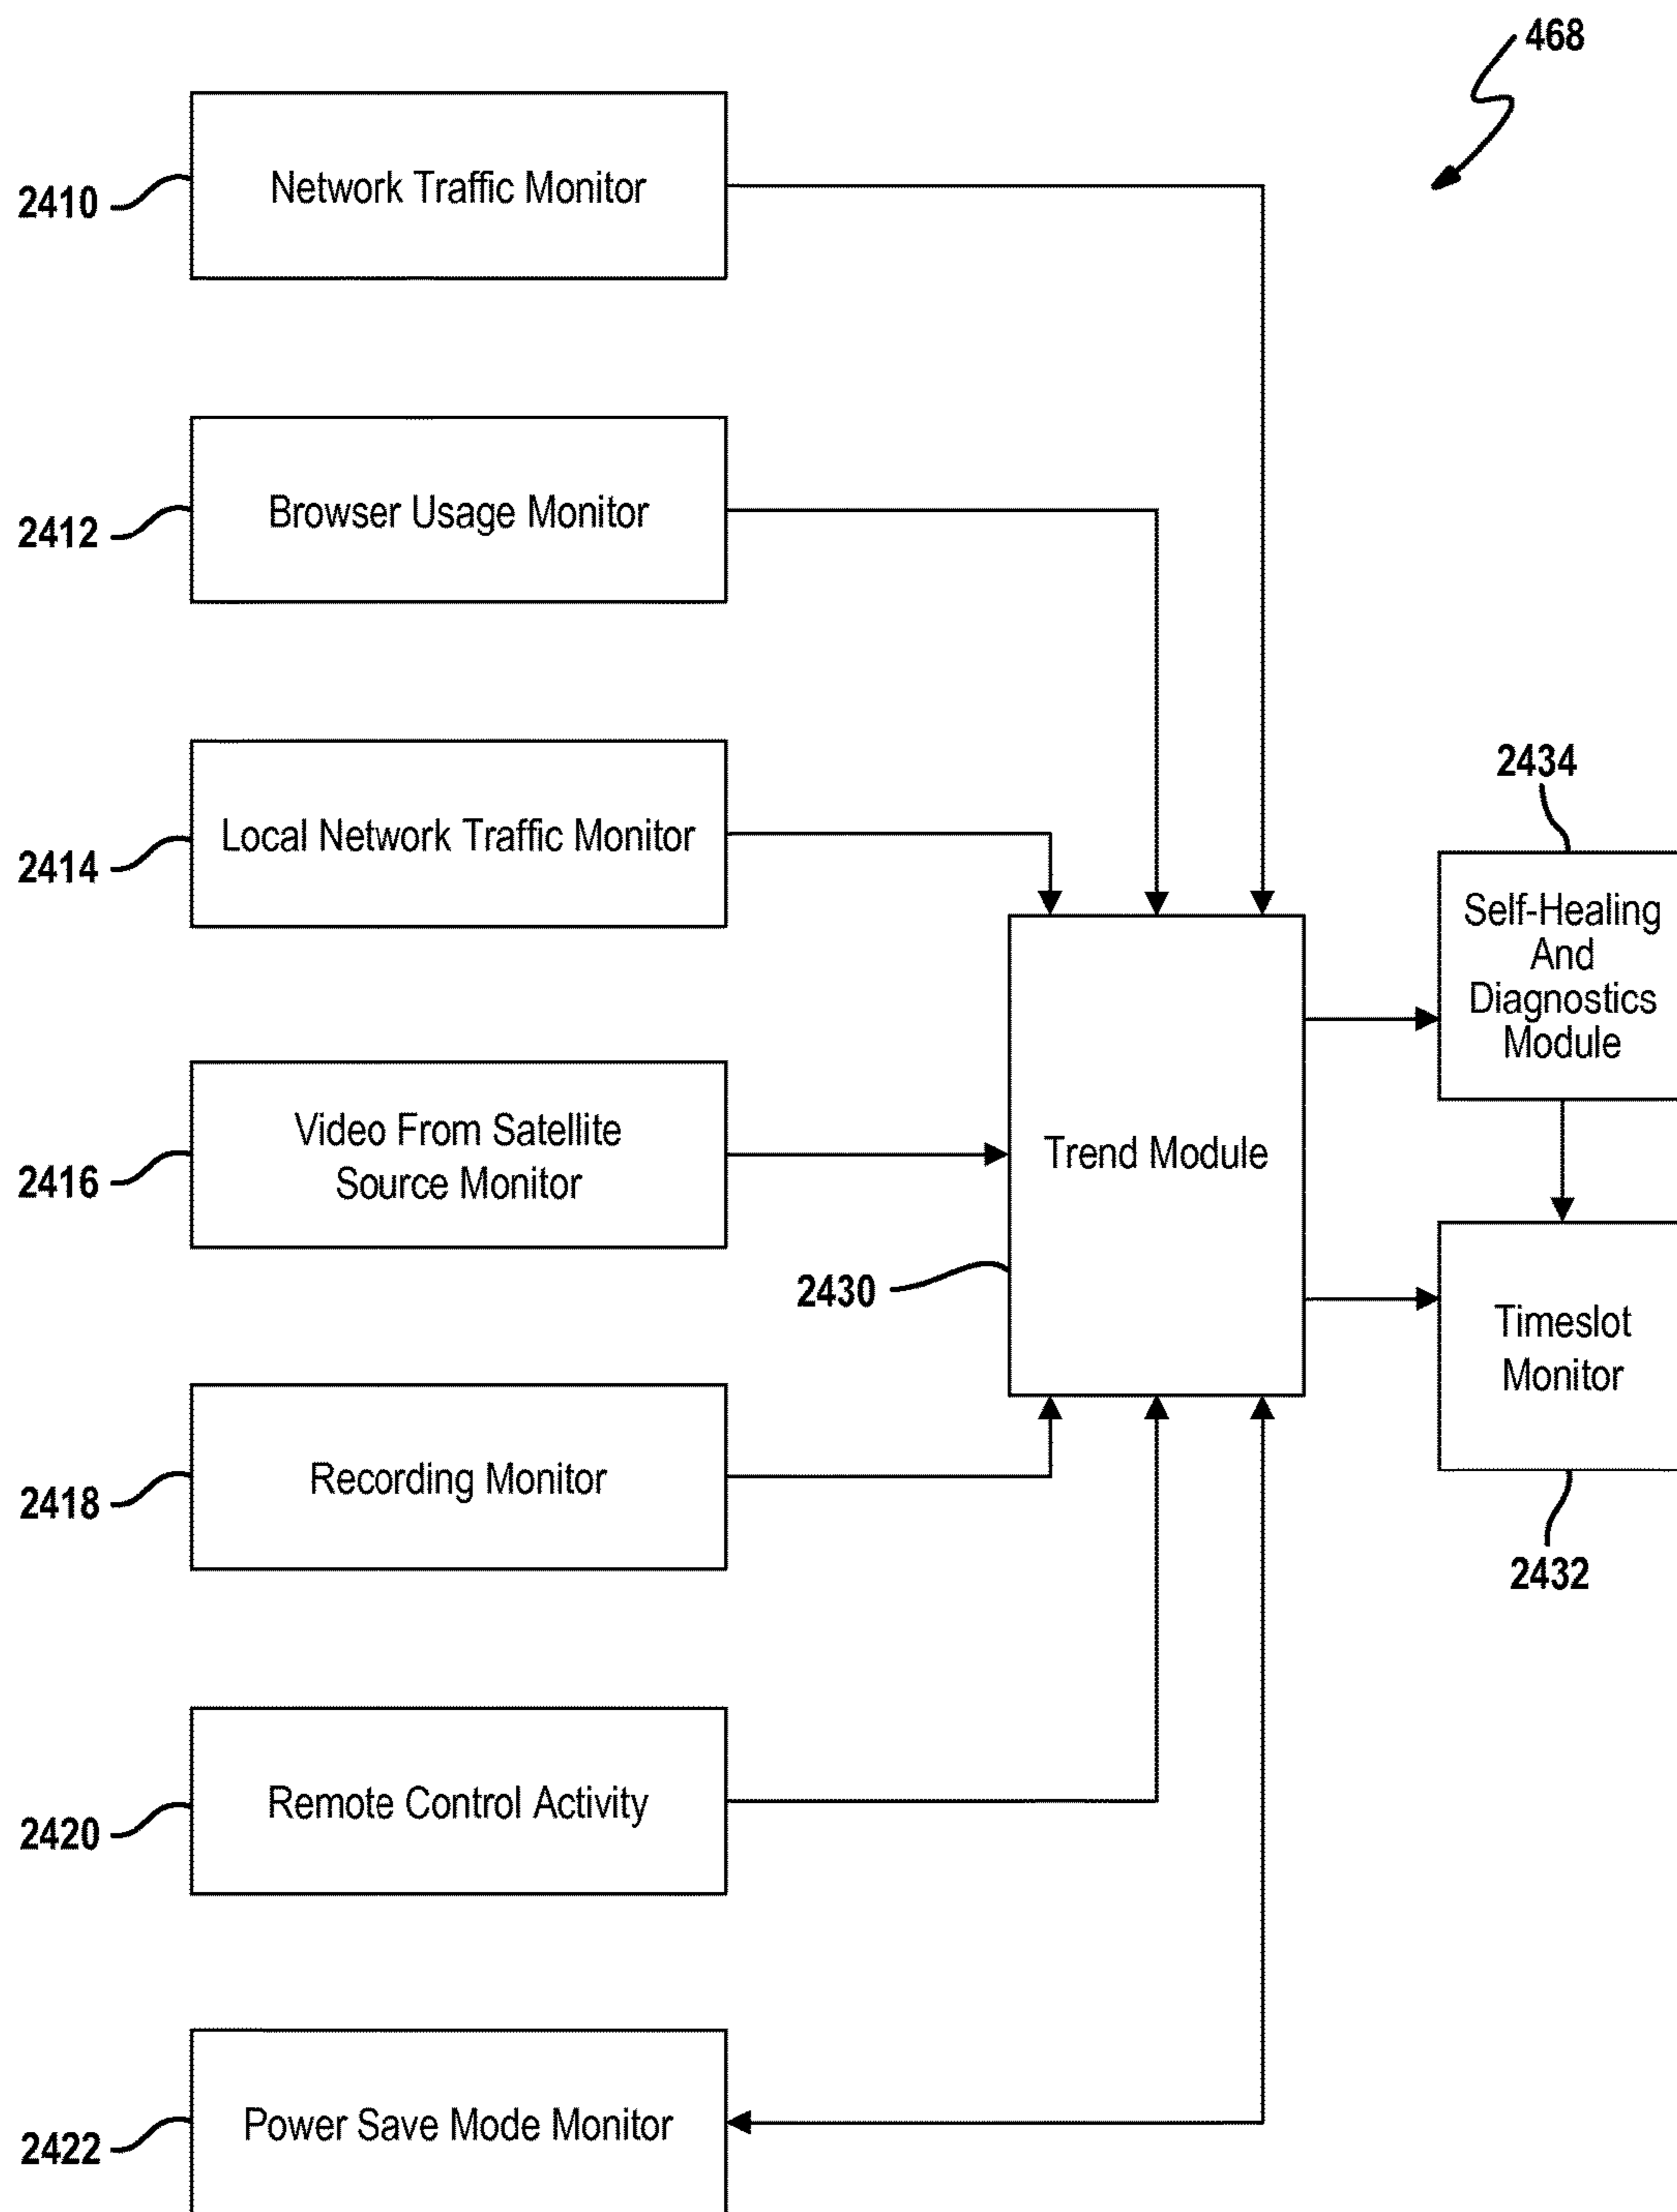 468
2410
Network Traffic Monitor
2412
Browser Usage Monitor
2414
Local Network Traffic Monitor
2434
Self-Healing
And
Diagnostics
Module
2416
Video From Satellite
Source Monitor
Trend Module
2430
Timeslot
Monitor
2418
Recording Monitor
2432
2420
Remote Control Activity
2422
Power Save Mode Monitor